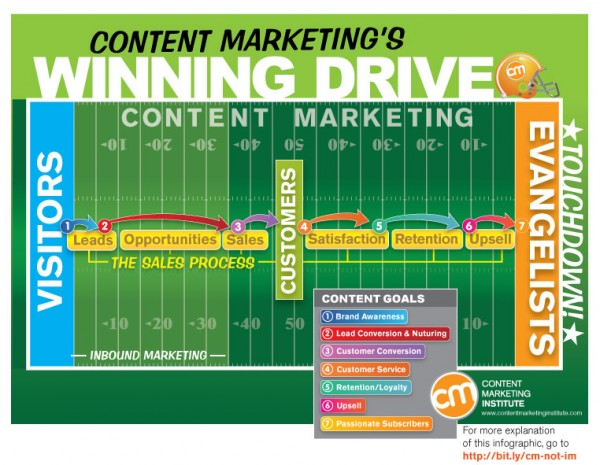 CONTENT MARKETING'S
WINNING DRIVE
cm
CONTENT MARKETING
10 20 30 40 50 40 30 20 10
VISITORS
1 2 3 4 5 6 7
Leads Opportunities Sales
CUSTOMERS
Satisfaction Retention Upsell
EVANGELISTS
TOUCHDOWN!
THE SALES PROCESS
10 20 30 40 50 10
INBOUND MARKETING
CONTENT GOALS
1 Brand Awareness
2 Lead Conversion & Nuturing
3 Customer Conversion
4 Customer Service
5 Retention/Loyalty
6 Upsell
7 Passionate Subscribers
cm
CONTENT
MARKETING
INSTITUTE
www.contentmarketinginstitute.com
For more explanation
of this infographic, go to
http://bit.ly/cm-not-im